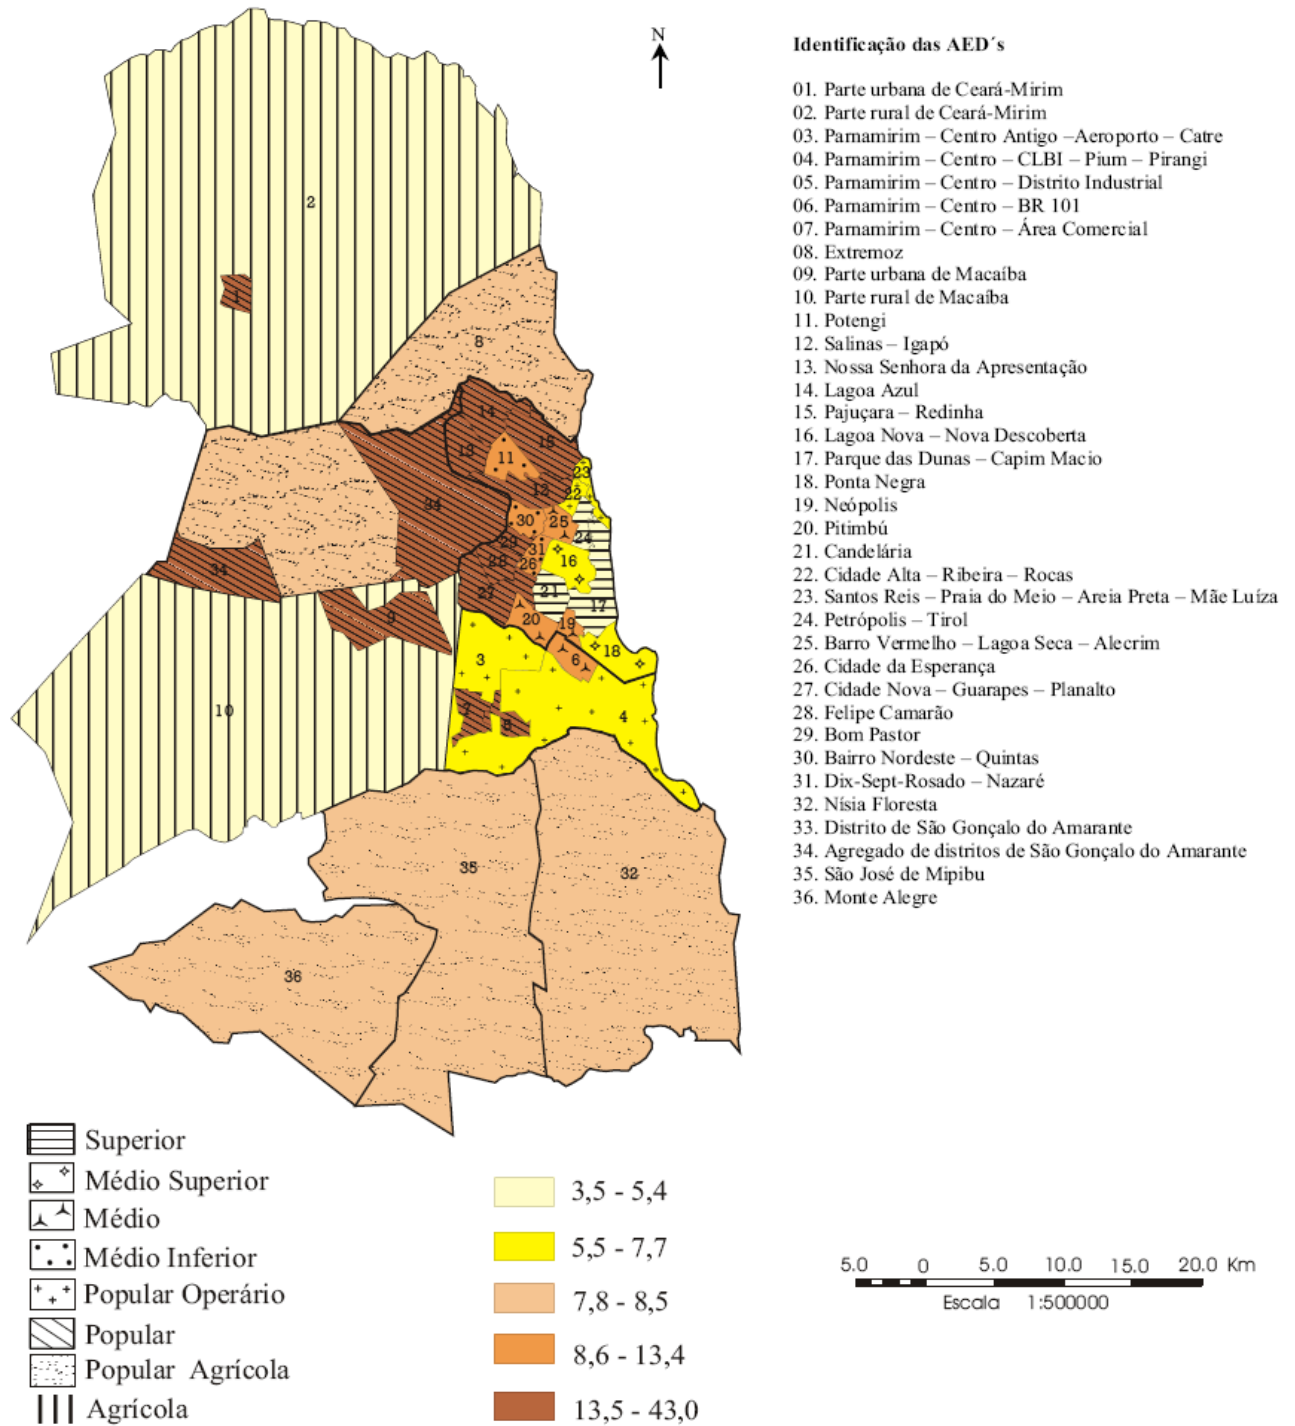 N
Identificação das AED´s
01. Parte urbana de Ceará-Mirim
02. Parte rural de Ceará-Mirim
03. Parnamirim – Centro Antigo –Aeroporto – Catre
04. Parnamirim – Centro – CLBI – Pium – Pirangi
05. Parnamirim – Centro – Distrito Industrial
06. Parnamirim – Centro – BR 101
07. Parnamirim – Centro – Área Comercial
08. Extremoz
09. Parte urbana de Macaíba
10. Parte rural de Macaíba
11. Potengi
12. Salinas – Igapó
13. Nossa Senhora da Apresentação
14. Lagoa Azul
15. Pajuçara – Redinha
16. Lagoa Nova – Nova Descoberta
17. Parque das Dunas – Capim Macio
18. Ponta Negra
19. Neópolis
20. Pitimbú
21. Candelária
22. Cidade Alta – Ribeira – Rocas
23. Santos Reis – Praia do Meio – Areia Preta – Mãe Luíza
24. Petrópolis – Tirol
25. Barro Vermelho – Lagoa Seca – Alecrim
26. Cidade da Esperança
27. Cidade Nova – Guarapes – Planalto
28. Felipe Camarão
29. Bom Pastor
30. Bairro Nordeste – Quintas
31. Dix-Sept-Rosado – Nazaré
32. Nísia Floresta
33. Distrito de São Gonçalo do Amarante
34. Agregado de distritos de São Gonçalo do Amarante
35. São José de Mipibu
36. Monte Alegre
2
1
8
14
15
13
11
12
23
22
34
30
25
24
29
31
16
28
26
34
27
21
17
9
20
19
18
3
6
10
7
4
35
32
36
Superior
Médio Superior
Médio
Médio Inferior
Popular Operário
Popular
Popular Agrícola
Agrícola
3,5 - 5,4
5,5 - 7,7
7,8 - 8,5
8,6 - 13,4
13,5 - 43,0
5.0 0 5.0 10.0 15.0 20.0 Km
Escala 1:500000